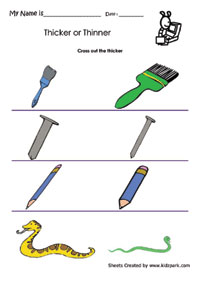 My Name is Date:
Thicker or Thinner
Cross out the thicker
Sheets Created by www.kidzpark.com